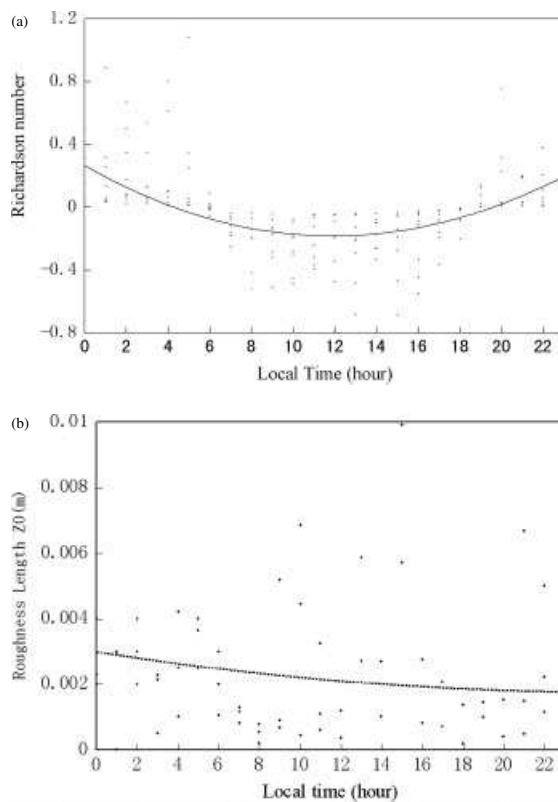 (a)
1.2
0.8
0.4
0
-0.4
-0.8
Richardson number
0 2 4 6 8 10 12 14 16 18 20 22
Local Time (hour)
(b)
0.01
0.008
0.006
0.004
0.002
0
Roughness Length Z0(m)
0 2 4 6 8 10 12 14 16 18 20 22
Local time (hour)